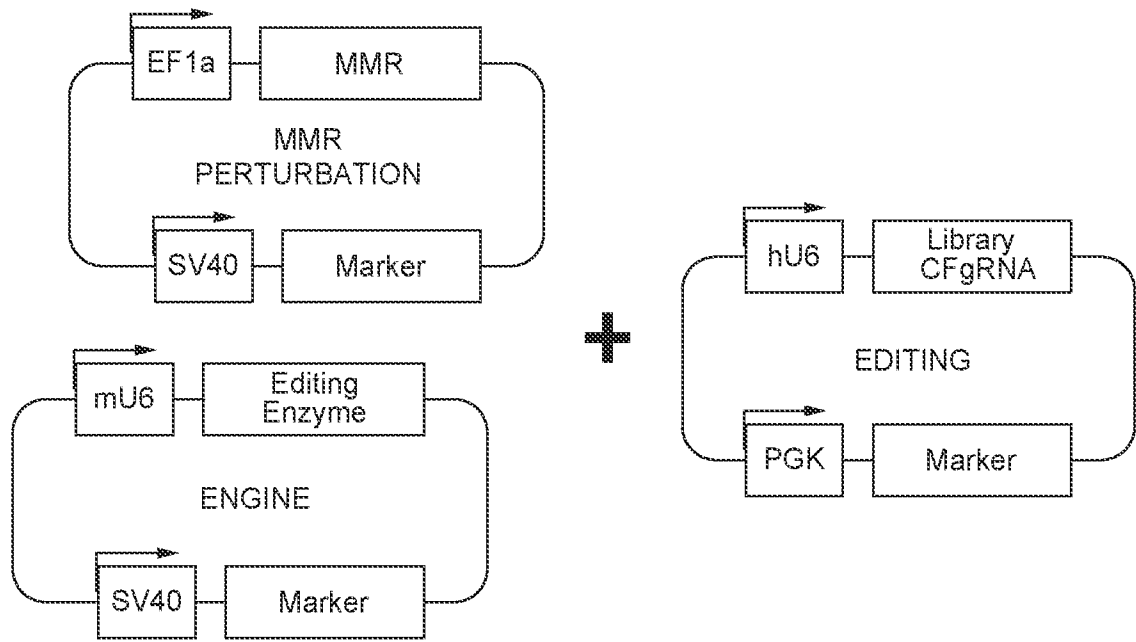 EF1a
MMR
MMR
PERTURBATION
SV40
Marker
mU6
Editing
Enzyme
ENGINE
SV40
Marker
+
hU6
Library
CFgRNA
EDITING
PGK
Marker